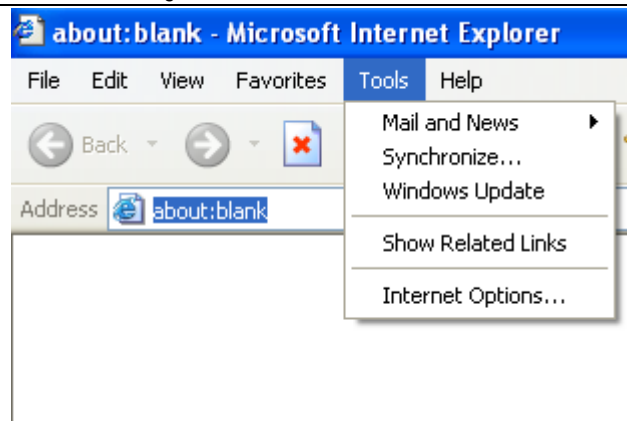 about:blank - Microsoft Internet Explorer
File Edit View Favorites Tools Help
Back
Mail and News
Synchronize...
Windows Update
Address about:blank
Show Related Links
Internet Options...